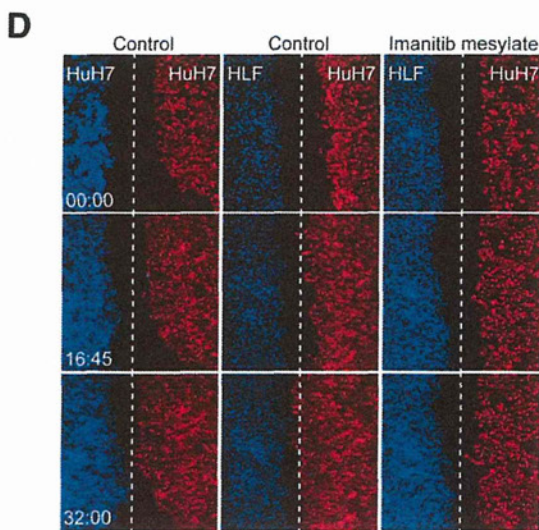 D
Control Control Imanitib mesylate
HuH7 HuH7 HLF HuH7 HLF HuH7
00:00
16:45
32:00